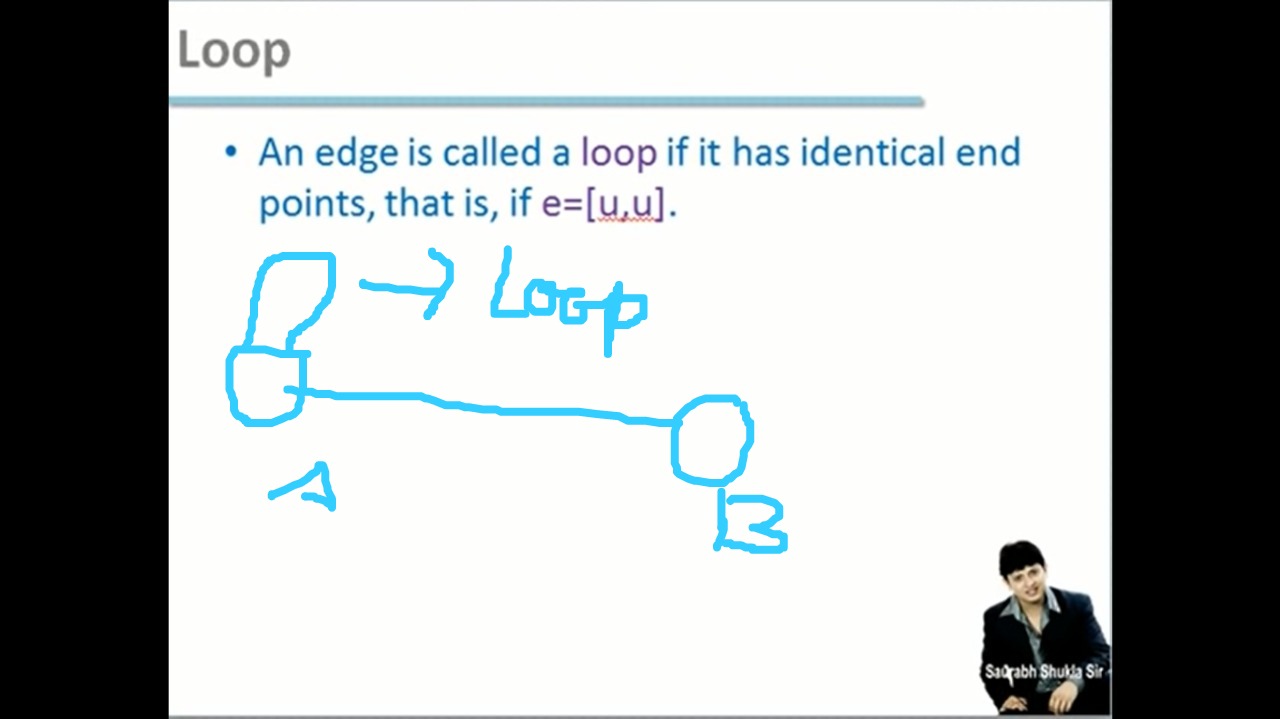 Loop
• An edge is called a loop if it has identical end
points, that is, if e=[u,u].
Loop
A
B
Saurabh Shukla Sir